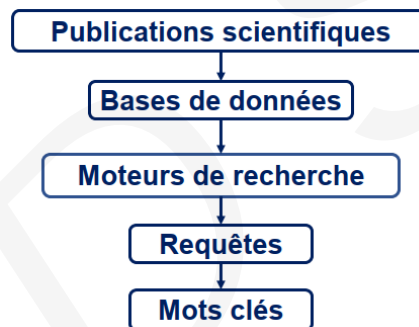 Publications scientifiques
Bases de données
Moteurs de recherche
Requêtes
Mots clés